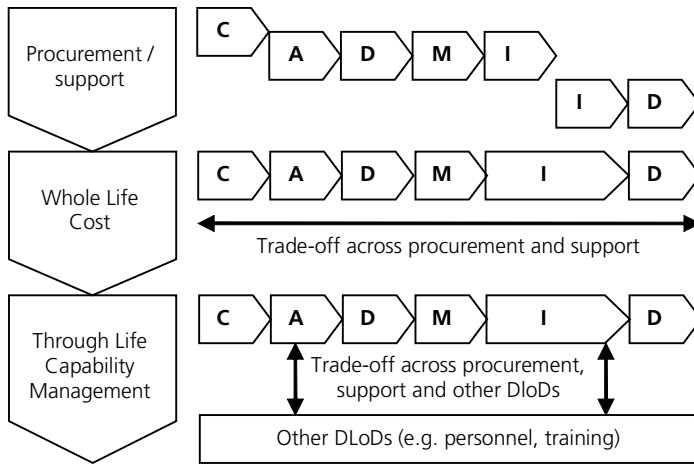 Procurement /
support
C
A D M I
I D
Whole Life
Cost
C A D M I D
Trade-off across procurement and support
Through Life
Capability
Management
C A D M I D
Trade-off across procurement,
support and other DloDs
Other DLoDs (e.g. personnel, training)